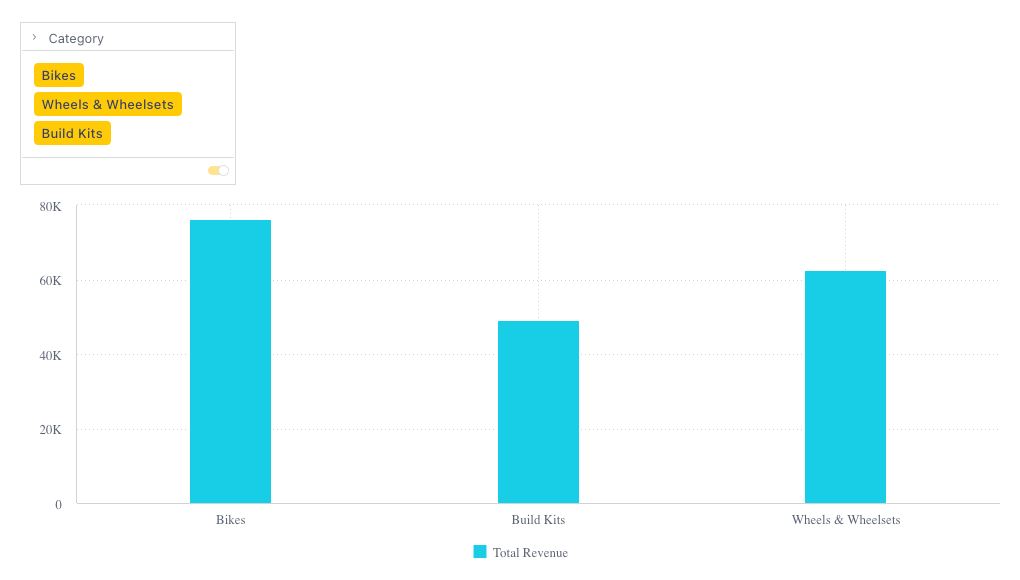 Category
Bikes
Wheels & Wheelsets
Build Kits
80K
60K
40K
20K
0
Bikes Build Kits Wheels & Wheelsets
Total Revenue